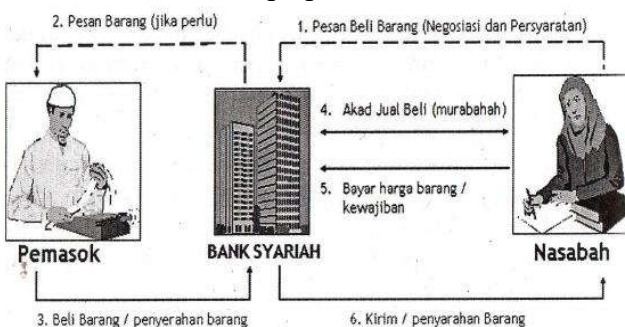 2. Pesan Barang (jika perlu)
1. Pesan Beli Barang (Negosiasi dan Persyaratan)
4. Akad Jual Beli (murabahah)
5. Bayar harga barang /
kewajiban
Pemasok
BANK SYARIAH
Nasabah
3. Beli Barang / penyerahan barang
6. Kirim / penyarahan Barang